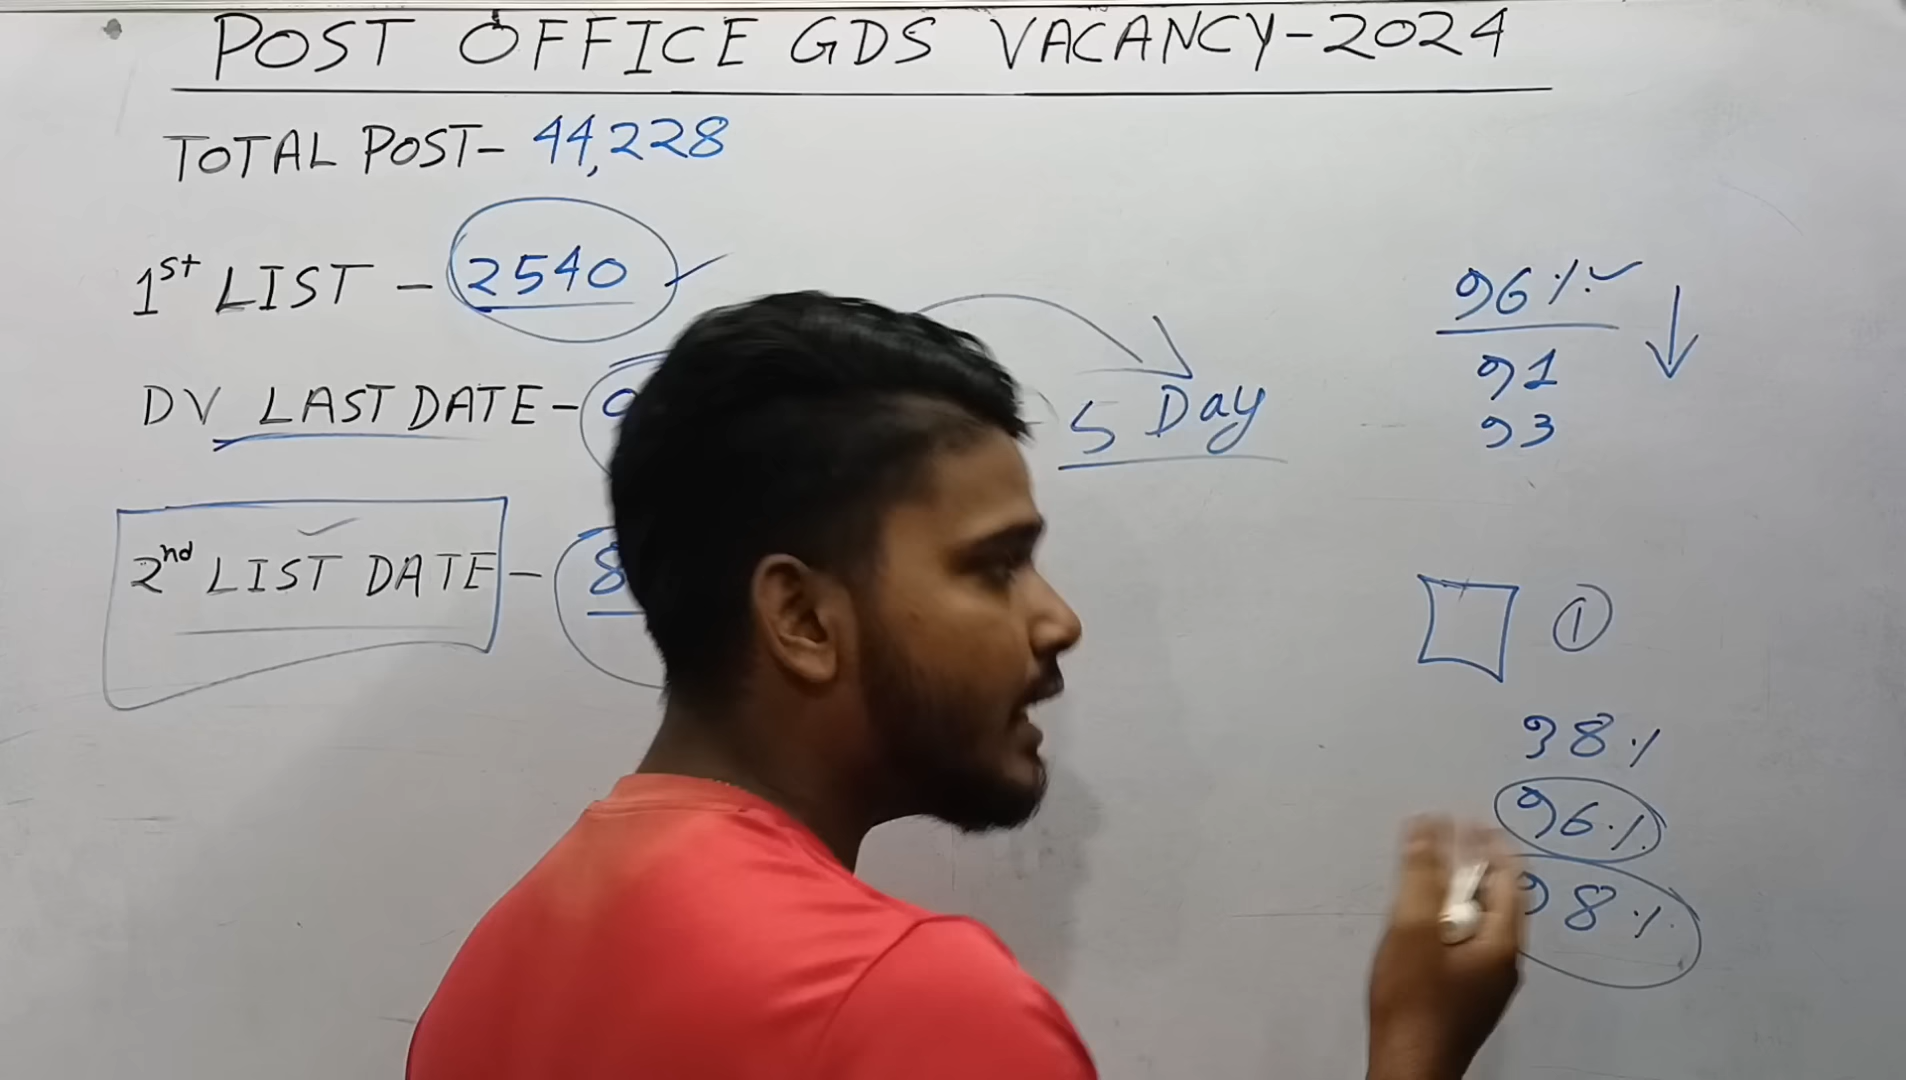 POST OFFICE GDS VACANCY-2024
TOTAL POST- 44,228
1st LIST - 2540
DV LAST DATE-
5 Day
2nd LIST DATE - 8
96%
91
93
1
98%
96%
98%